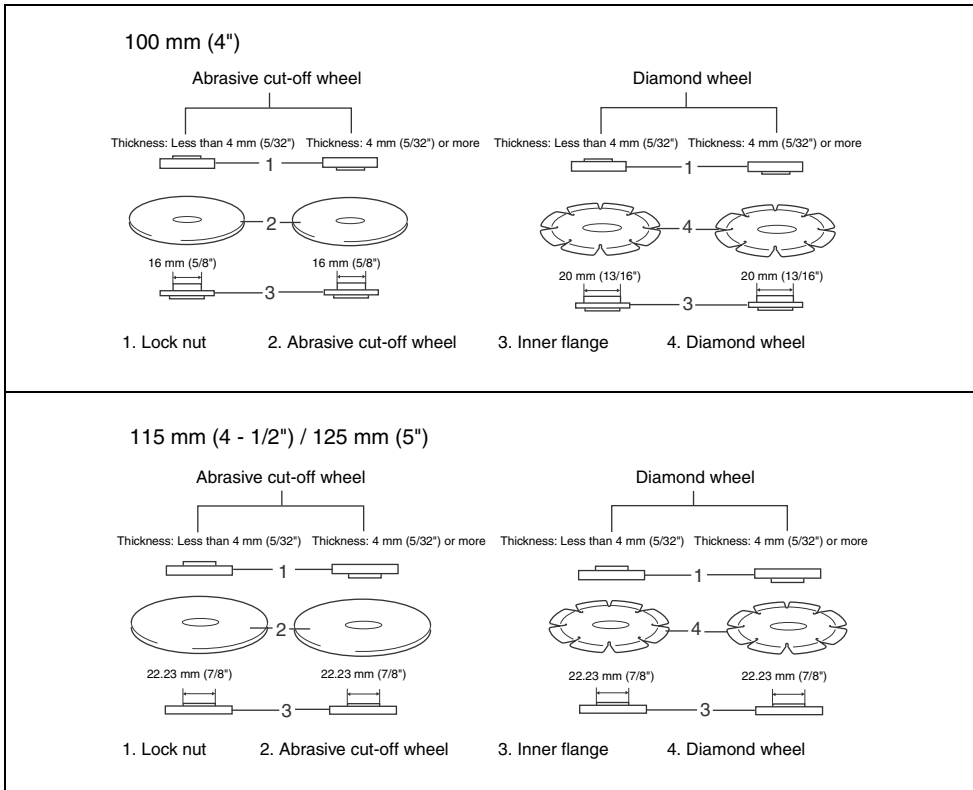 100 mm (4")
Abrasive cut-off wheel Diamond wheel
Thickness: Less than 4 mm (5/32") Thickness: 4 mm (5/32") or more Thickness: Less than 4 mm (5/32") Thickness: 4 mm (5/32") or more
1 1
2 4
16 mm (5/8") 16 mm (5/8") 20 mm (13/16") 20 mm (13/16")
3 3
1. Lock nut 2. Abrasive cut-off wheel 3. Inner flange 4. Diamond wheel
115 mm (4 - 1/2") / 125 mm (5")
Abrasive cut-off wheel Diamond wheel
Thickness: Less than 4 mm (5/32") Thickness: 4 mm (5/32") or more Thickness: Less than 4 mm (5/32") Thickness: 4 mm (5/32") or more
1 1
2 4
22.23 mm (7/8") 22.23 mm (7/8") 22.23 mm (7/8") 22.23 mm (7/8")
3 3
1. Lock nut 2. Abrasive cut-off wheel 3. Inner flange 4. Diamond wheel